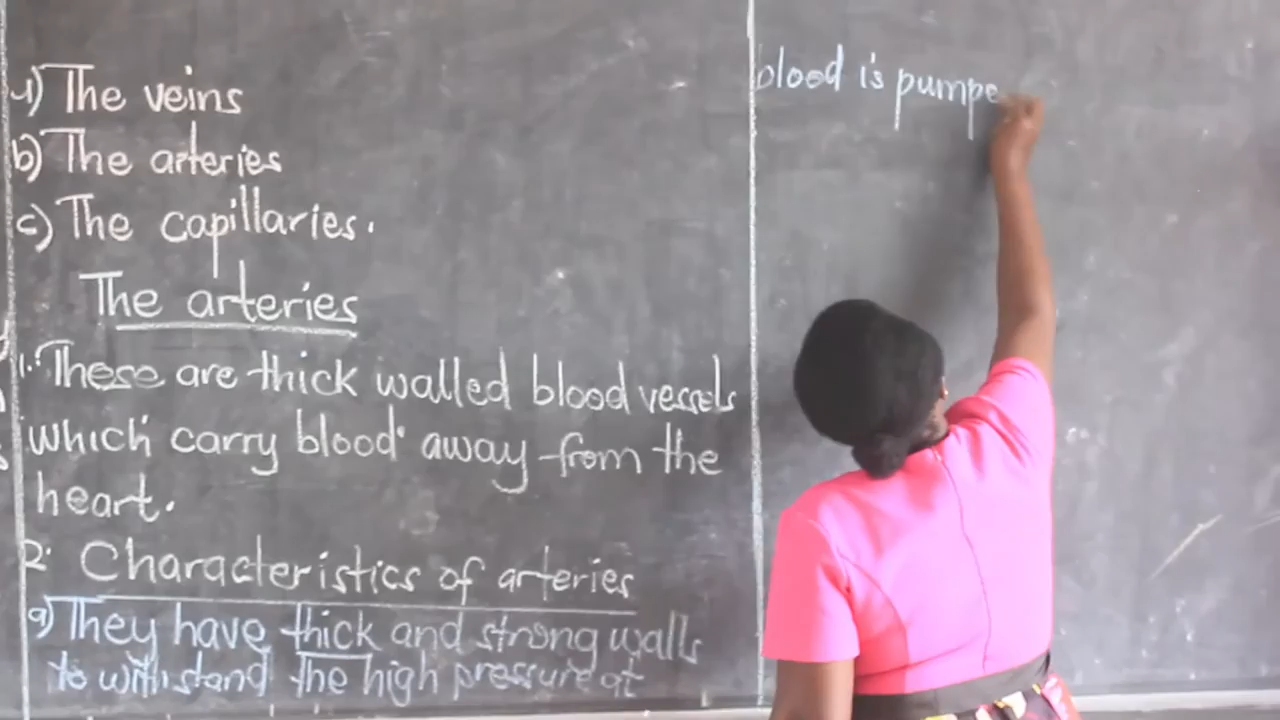 a) The veins
b) The arteries
c) The capillaries.
The arteries
1. These are thick walled blood vessels
which carry blood away from the
heart.
2. Characteristics of arteries
a) They have thick and strong walls
to withstand the high pressure at
blood is pumpe